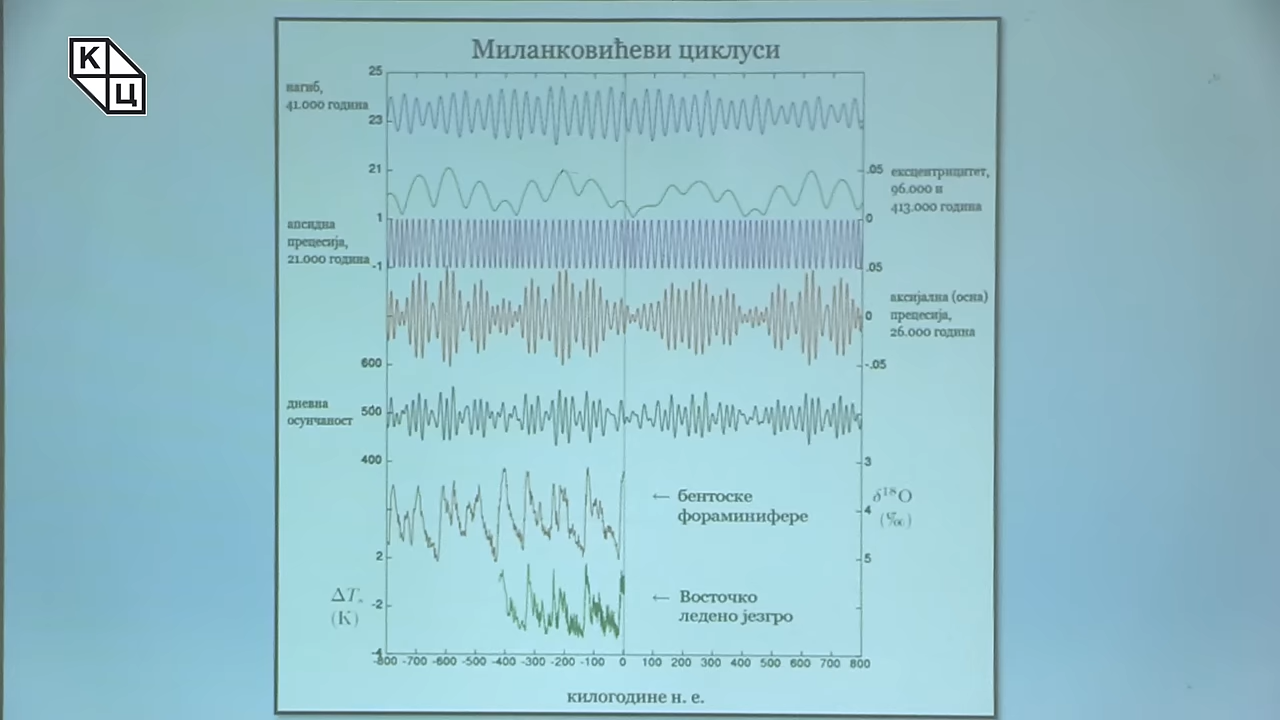 К
Ц
Миланковићеви циклуси
25
нагиб,
41.000 година
23
21
.05
ексцентрицитет,
96.000 и
413.000 година
1
0
апсидна
прецесија,
21.000 година
-1
.05
аксијална (осна)
прецесија,
26.000 година
0
600
-.05
дневна
осунчаност
500
400
3
← бентоске
фораминифере
δ¹⁸O
(‰)
4
2
5
← Восточко
ледено језгро
ΔT
(K)
-2
-800 -700 -600 -500 -400 -300 -200 -100 0 100 200 300 400 500 600 700 800
килогодине н. е.